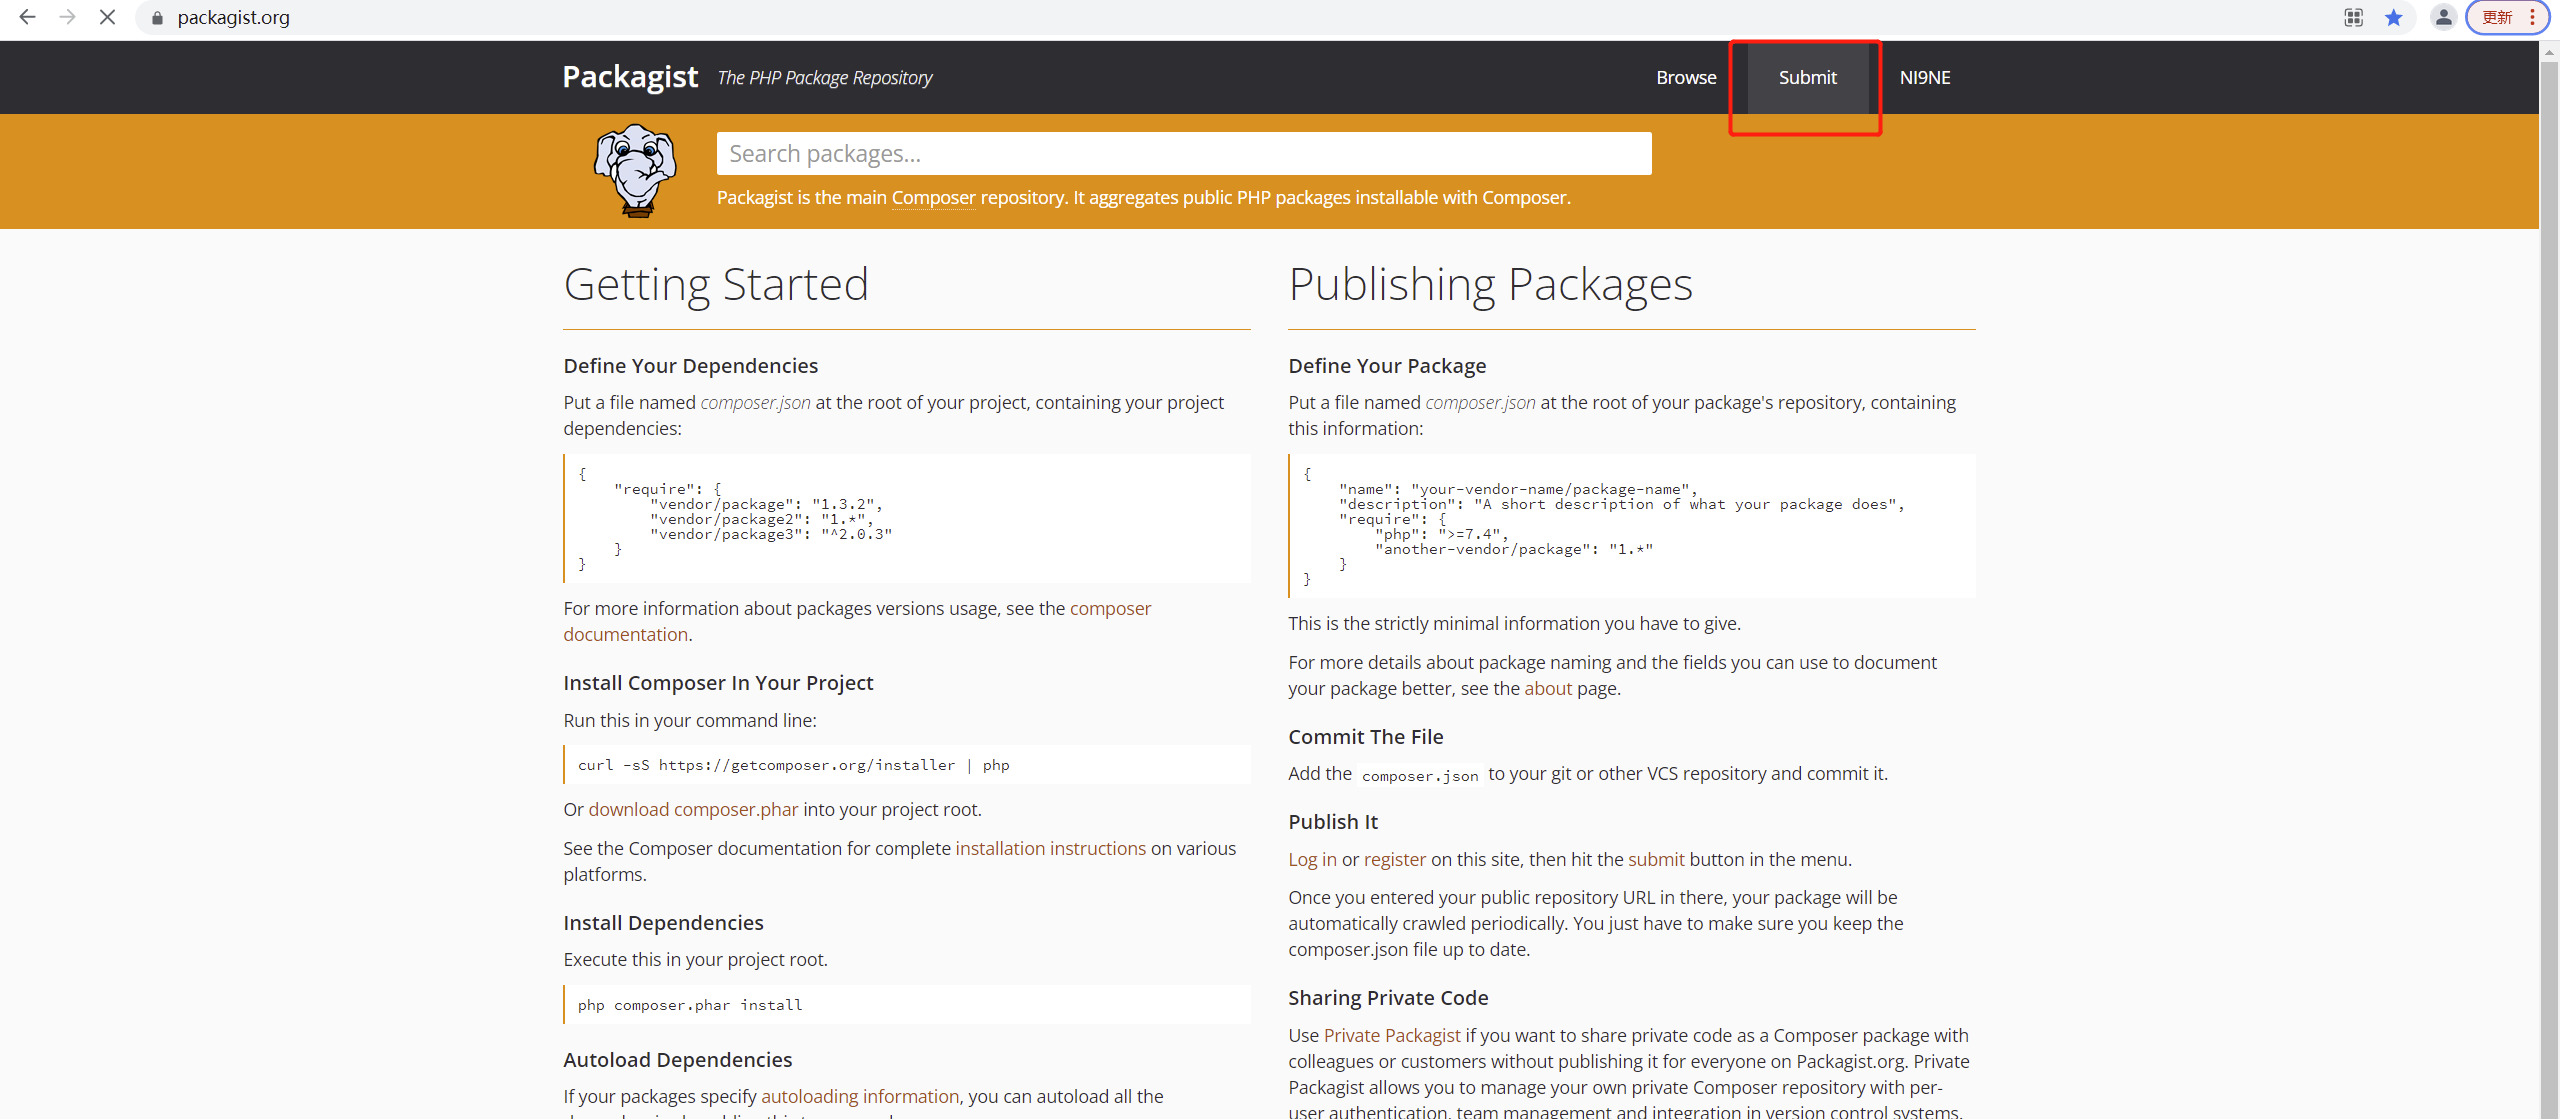 packagist.org
更新
Packagist The PHP Package Repository
Browse
Submit
NI9NE
Search packages...
Packagist is the main Composer repository. It aggregates public PHP packages installable with Composer.
Getting Started
Define Your Dependencies
Put a file named composer.json at the root of your project, containing your project
dependencies:
{
    "require": {
        "vendor/package": "1.3.2",
        "vendor/package2": "1.*",
        "vendor/package3": "^2.0.3"
    }
}
For more information about packages versions usage, see the composer
documentation.
Install Composer In Your Project
Run this in your command line:
curl -sS https://getcomposer.org/installer | php
Or download composer.phar into your project root.
See the Composer documentation for complete installation instructions on various
platforms.
Install Dependencies
Execute this in your project root.
php composer.phar install
Autoload Dependencies
If your packages specify autoloading information, you can autoload all the
Publishing Packages
Define Your Package
Put a file named composer.json at the root of your package's repository, containing
this information:
{
    "name": "your-vendor-name/package-name",
    "description": "A short description of what your package does",
    "require": {
        "php": ">=7.4",
        "another-vendor/package": "1.*"
    }
}
This is the strictly minimal information you have to give.
For more details about package naming and the fields you can use to document
your package better, see the about page.
Commit The File
Add the composer.json to your git or other VCS repository and commit it.
Publish It
Log in or register on this site, then hit the submit button in the menu.
Once you entered your public repository URL in there, your package will be
automatically crawled periodically. You just have to make sure you keep the
composer.json file up to date.
Sharing Private Code
Use Private Packagist if you want to share private code as a Composer package with
colleagues or customers without publishing it for everyone on Packagist.org. Private
Packagist allows you to manage your own private Composer repository with per-
user authentication, team management and integration in version control systems.